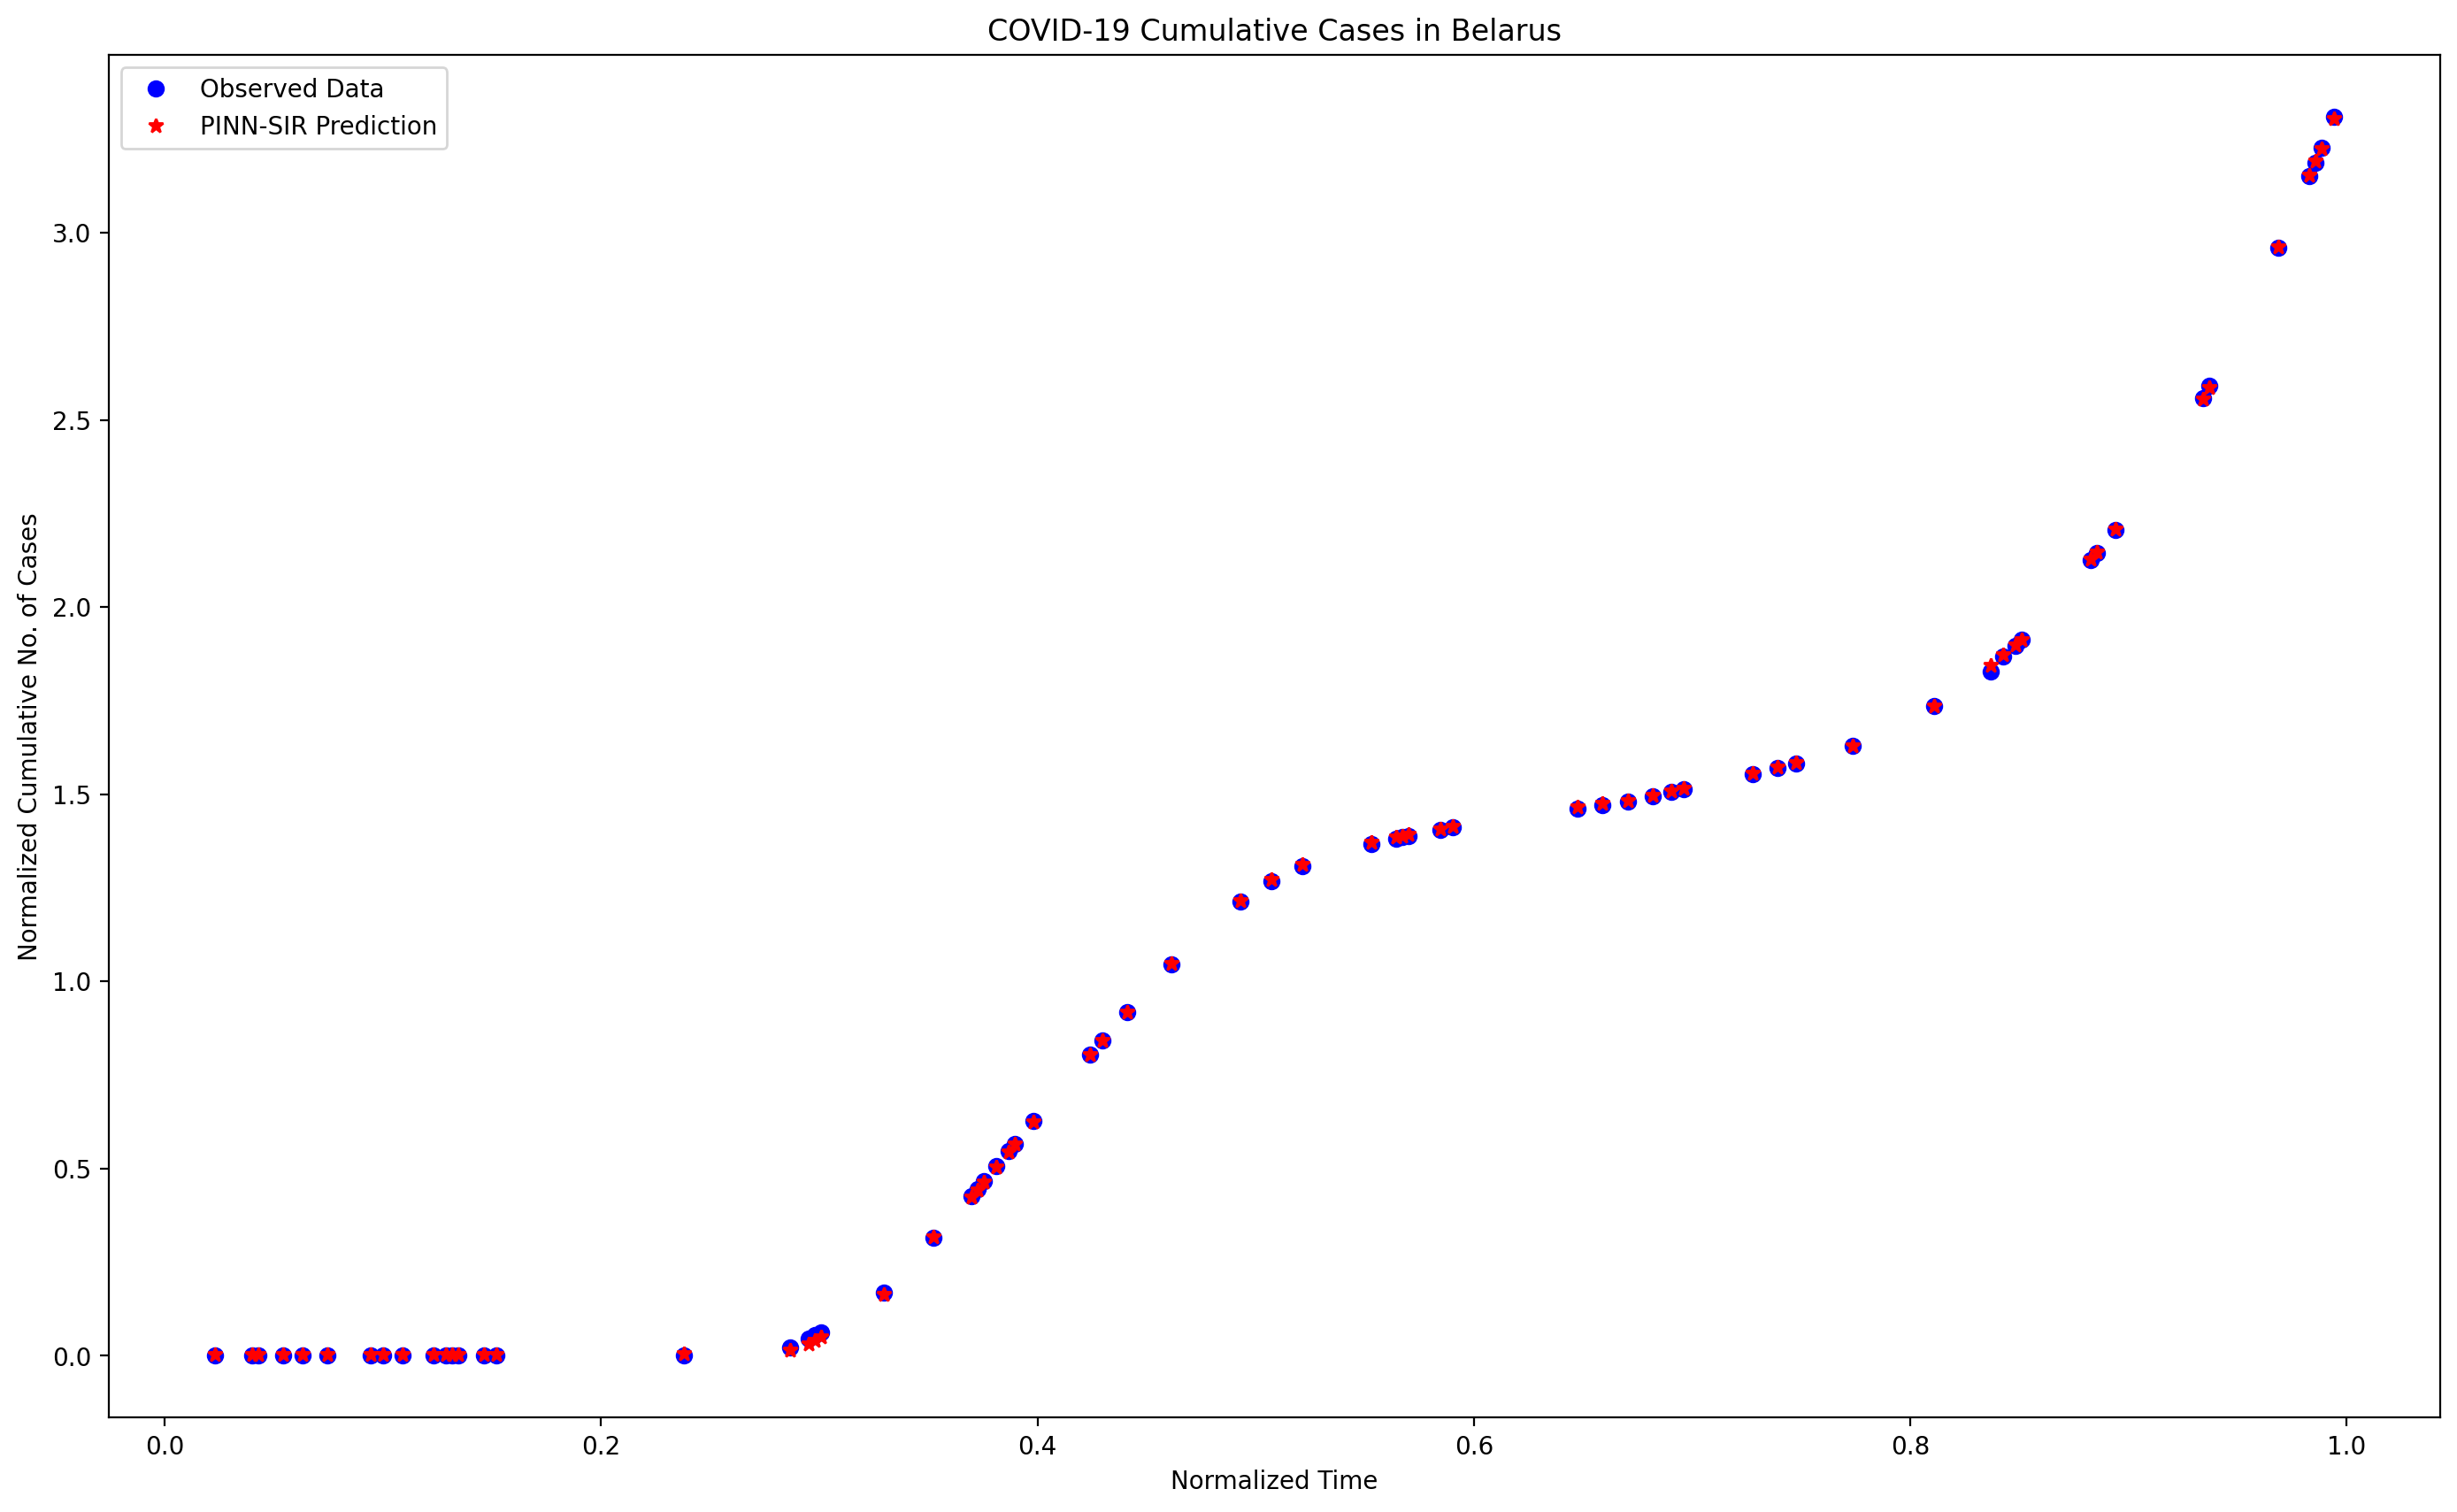 COVID-19 Cumulative Cases in Belarus
Observed Data
PINN-SIR Prediction
Normalized Cumulative No. of Cases
3.0
2.5
2.0
1.5
1.0
0.5
0.0
0.0 0.2 0.4 0.6 0.8 1.0
Normalized Time